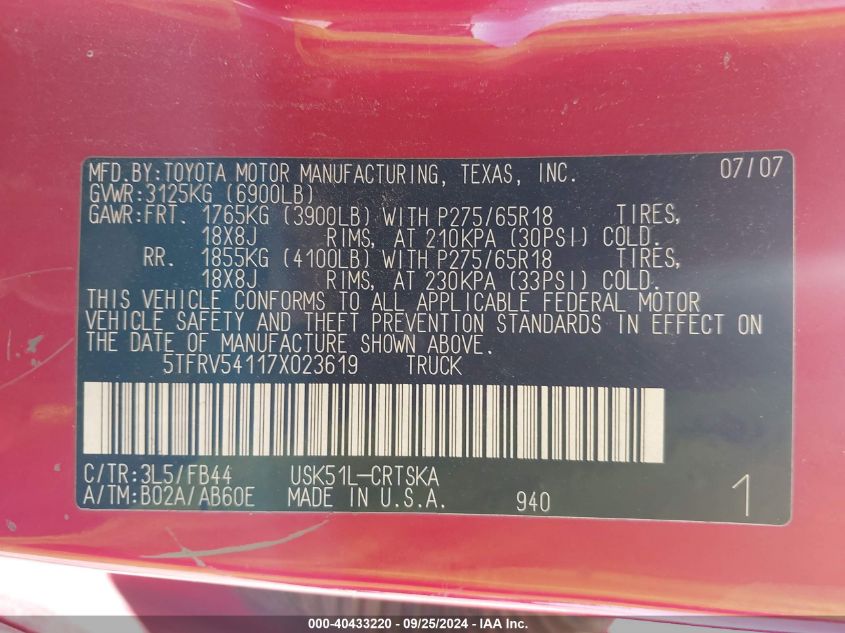 MFD.BY:TOYOTA MOTOR MANUFACTURING, TEXAS, INC. 07/07
GVWR:3125KG (6900LB)
GAWR:FRT. 1765KG (3900LB) WITH P275/65R18 TIRES,
18X8J RIMS, AT 210KPA (30PSI) COLD.
RR. 1855KG (4100LB) WITH P275/65R18 TIRES,
18X8J RIMS, AT 230KPA (33PSI) COLD.
THIS VEHICLE CONFORMS TO ALL APPLICABLE FEDERAL MOTOR
VEHICLE SAFETY AND THEFT PREVENTION STANDARDS IN EFFECT ON
THE DATE OF MANUFACTURE SHOWN ABOVE.
5TFRV54117X023619 TRUCK
C/TR:3L5/FB44 USK51L-CRTSKA
A/TM:B02A/AB60E MADE IN U.S.A. 940 1
000-40433220 - 09/25/2024 - IAA Inc.